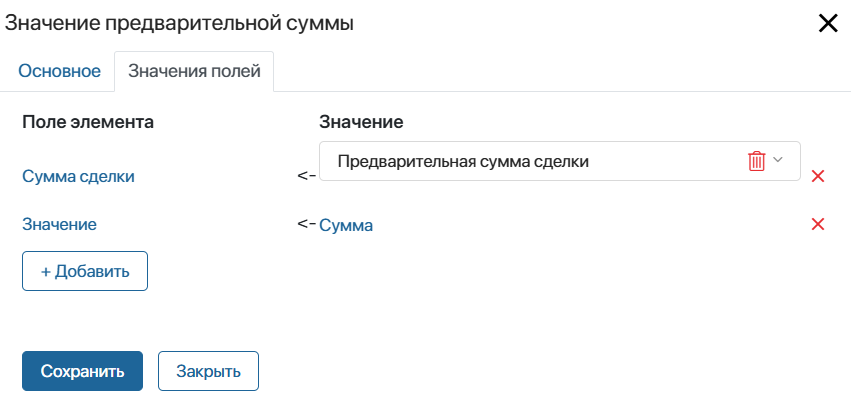 Значение предварительной суммы
Основное Значения полей
Поле элемента Значение
Сумма сделки <- Предварительная сумма сделки
Значение <- Сумма
+ Добавить
Сохранить Закрыть